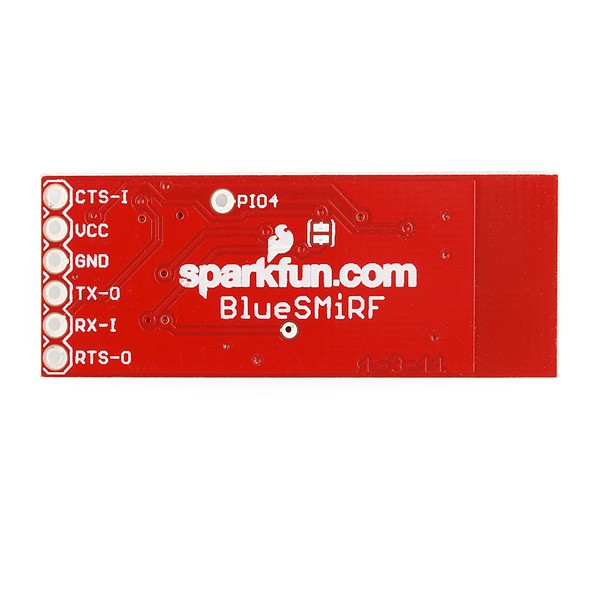 CTS-I
VCC
GND
TX-O
RX-I
RTS-O
PIO4
sparkfun.com
BlueSMiRF